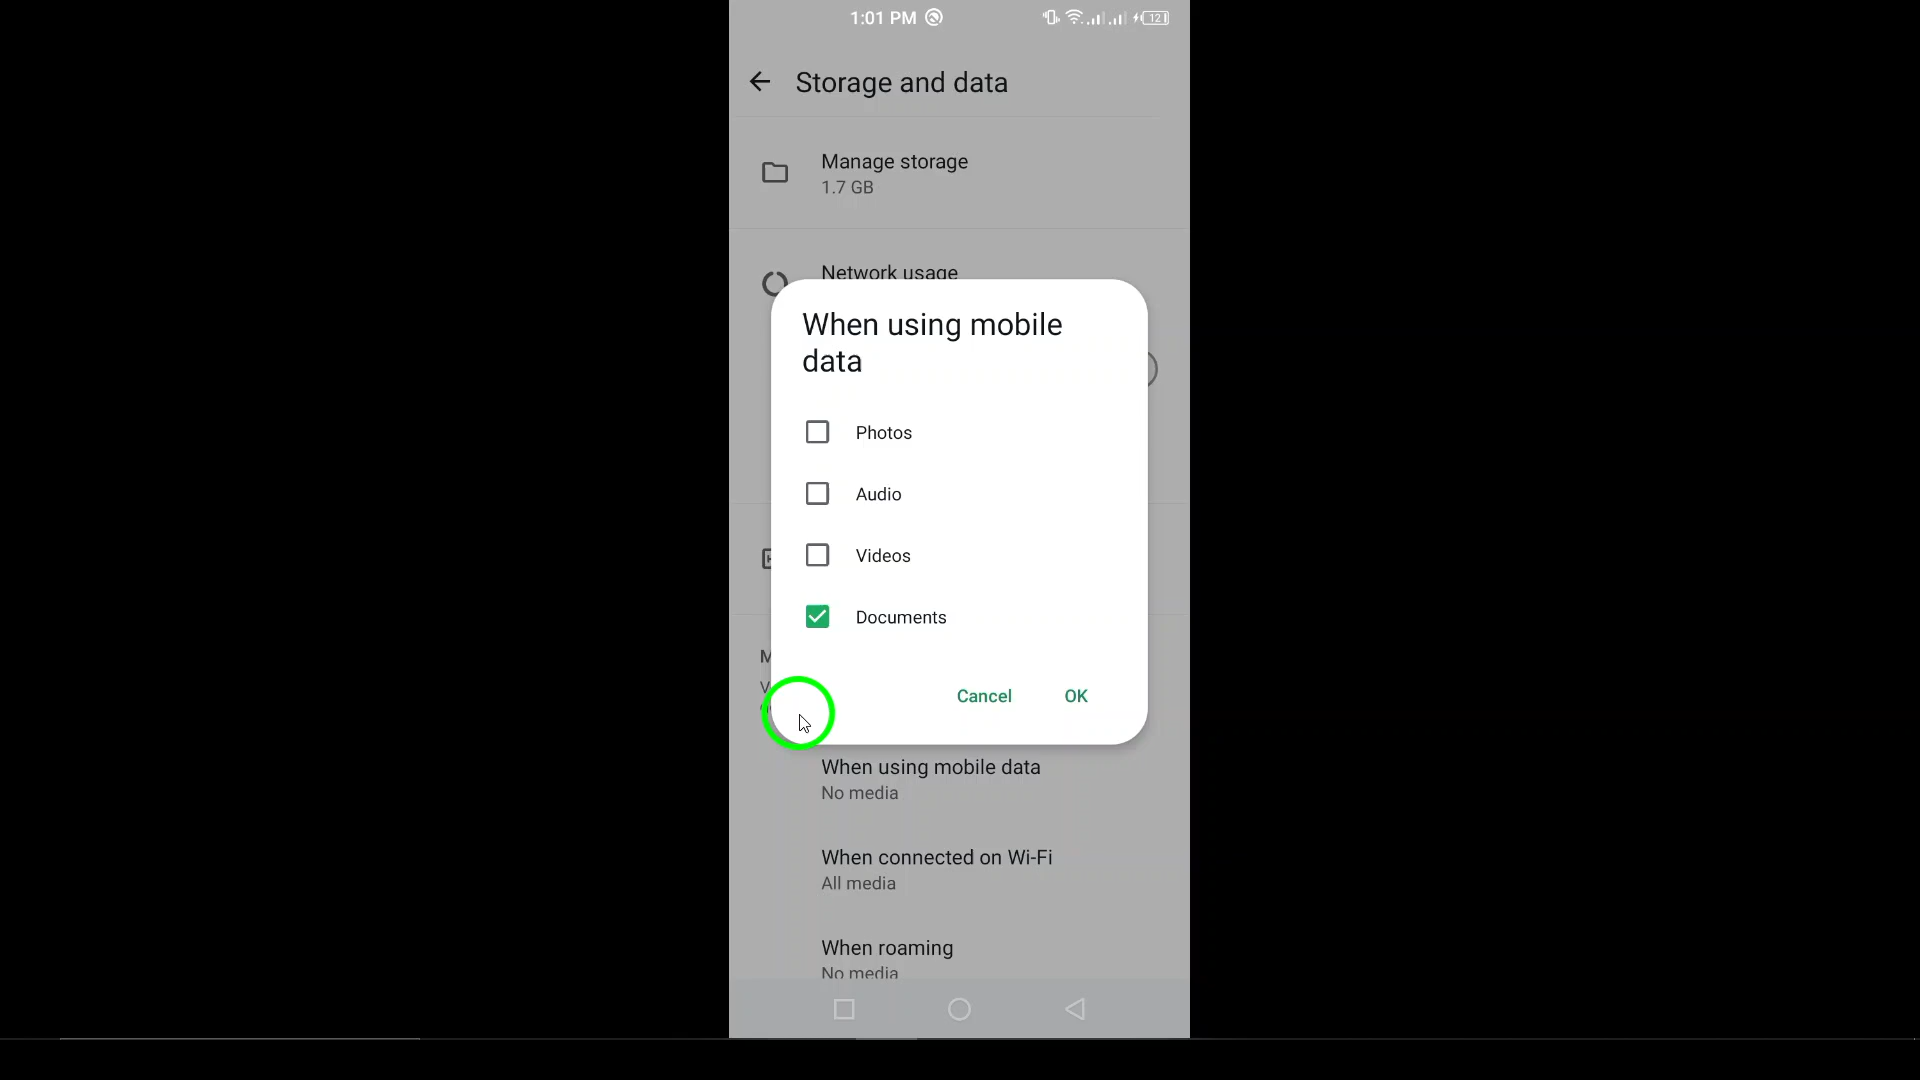 1:01 PM
12
Storage and data
Manage storage
1.7 GB
Network usage
When using mobile
data
Photos
Audio
Videos
Documents
Cancel
OK
When using mobile data
No media
When connected on Wi-Fi
All media
When roaming
No media